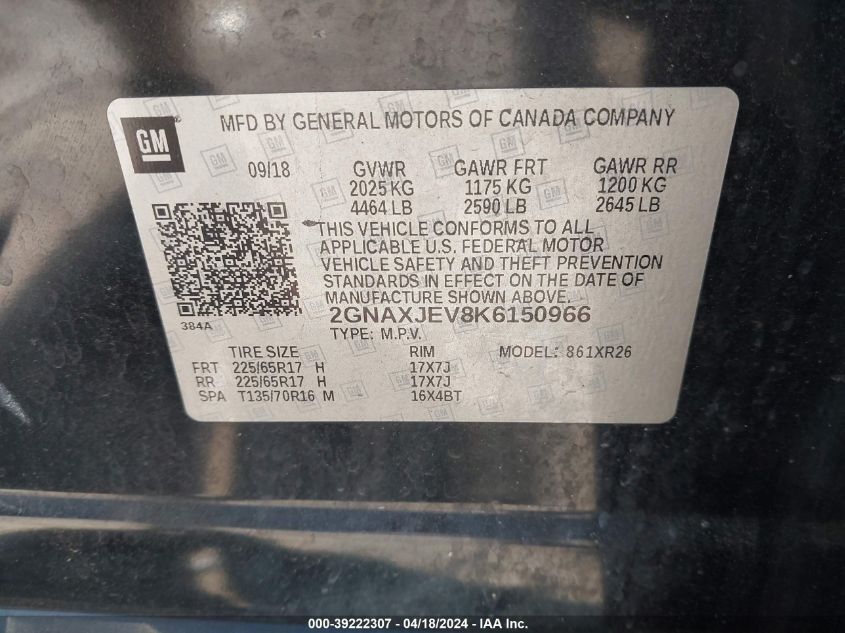 MFD BY GENERAL MOTORS OF CANADA COMPANY
GM
09/18 GVWR GAWR FRT GAWR RR
2025 KG 1175 KG 1200 KG
4464 LB 2590 LB 2645 LB
THIS VEHICLE CONFORMS TO ALL
APPLICABLE U.S. FEDERAL MOTOR
VEHICLE SAFETY AND THEFT PREVENTION
STANDARDS IN EFFECT ON THE DATE OF
MANUFACTURE SHOWN ABOVE.
384A
2GNAXJEV8K6150966
TYPE: M.P.V.
TIRE SIZE RIM MODEL: 861XR26
FRT 225/65R17 H 17X7J
RR 225/65R17 H 17X7J
SPA T135/70R16 M 16X4BT
000-39222307 - 04/18/2024 - IAA Inc.